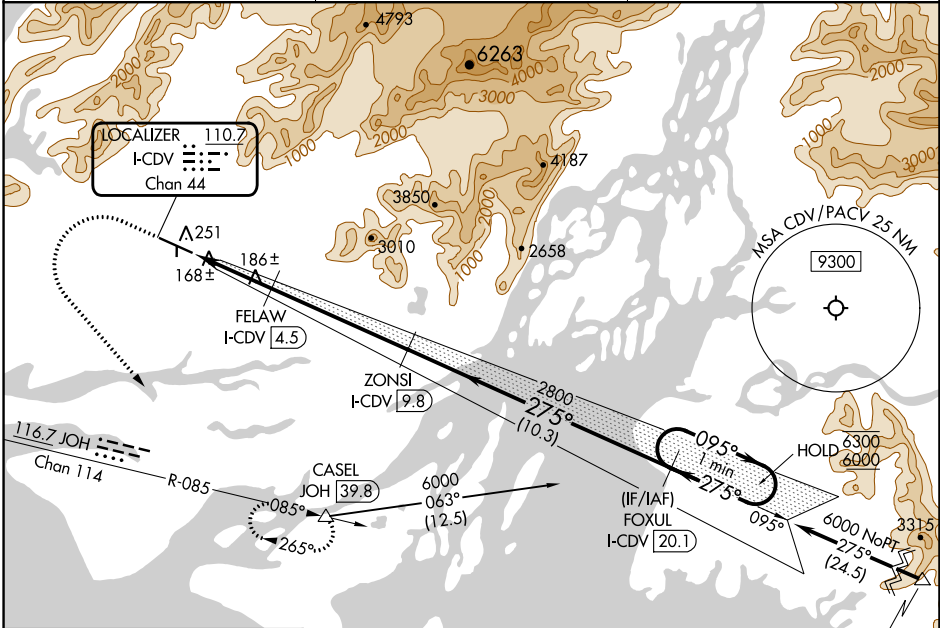 4793
6263
2000
4000
3000
2000
1000
2000
1000
3000
LOCALIZER 110.7
I-CDV
Chan 44
4187
3850
2000
3010
1000
2658
MSA CDV/PACV 25 NM
9300
251
168±
186±
FELAW
I-CDV 4.5
ZONSI
I-CDV 9.8
2800
275°
(10.3)
095°
1 min
275°
HOLD 6300
6000
116.7 JOH
Chan 114
R-085
085°
265°
CASEL
JOH 39.8
6000
063°
(12.5)
(IF/IAF)
FOXUL
I-CDV 20.1
095°
6000 NoPT
275°
(24.5)
3315
N